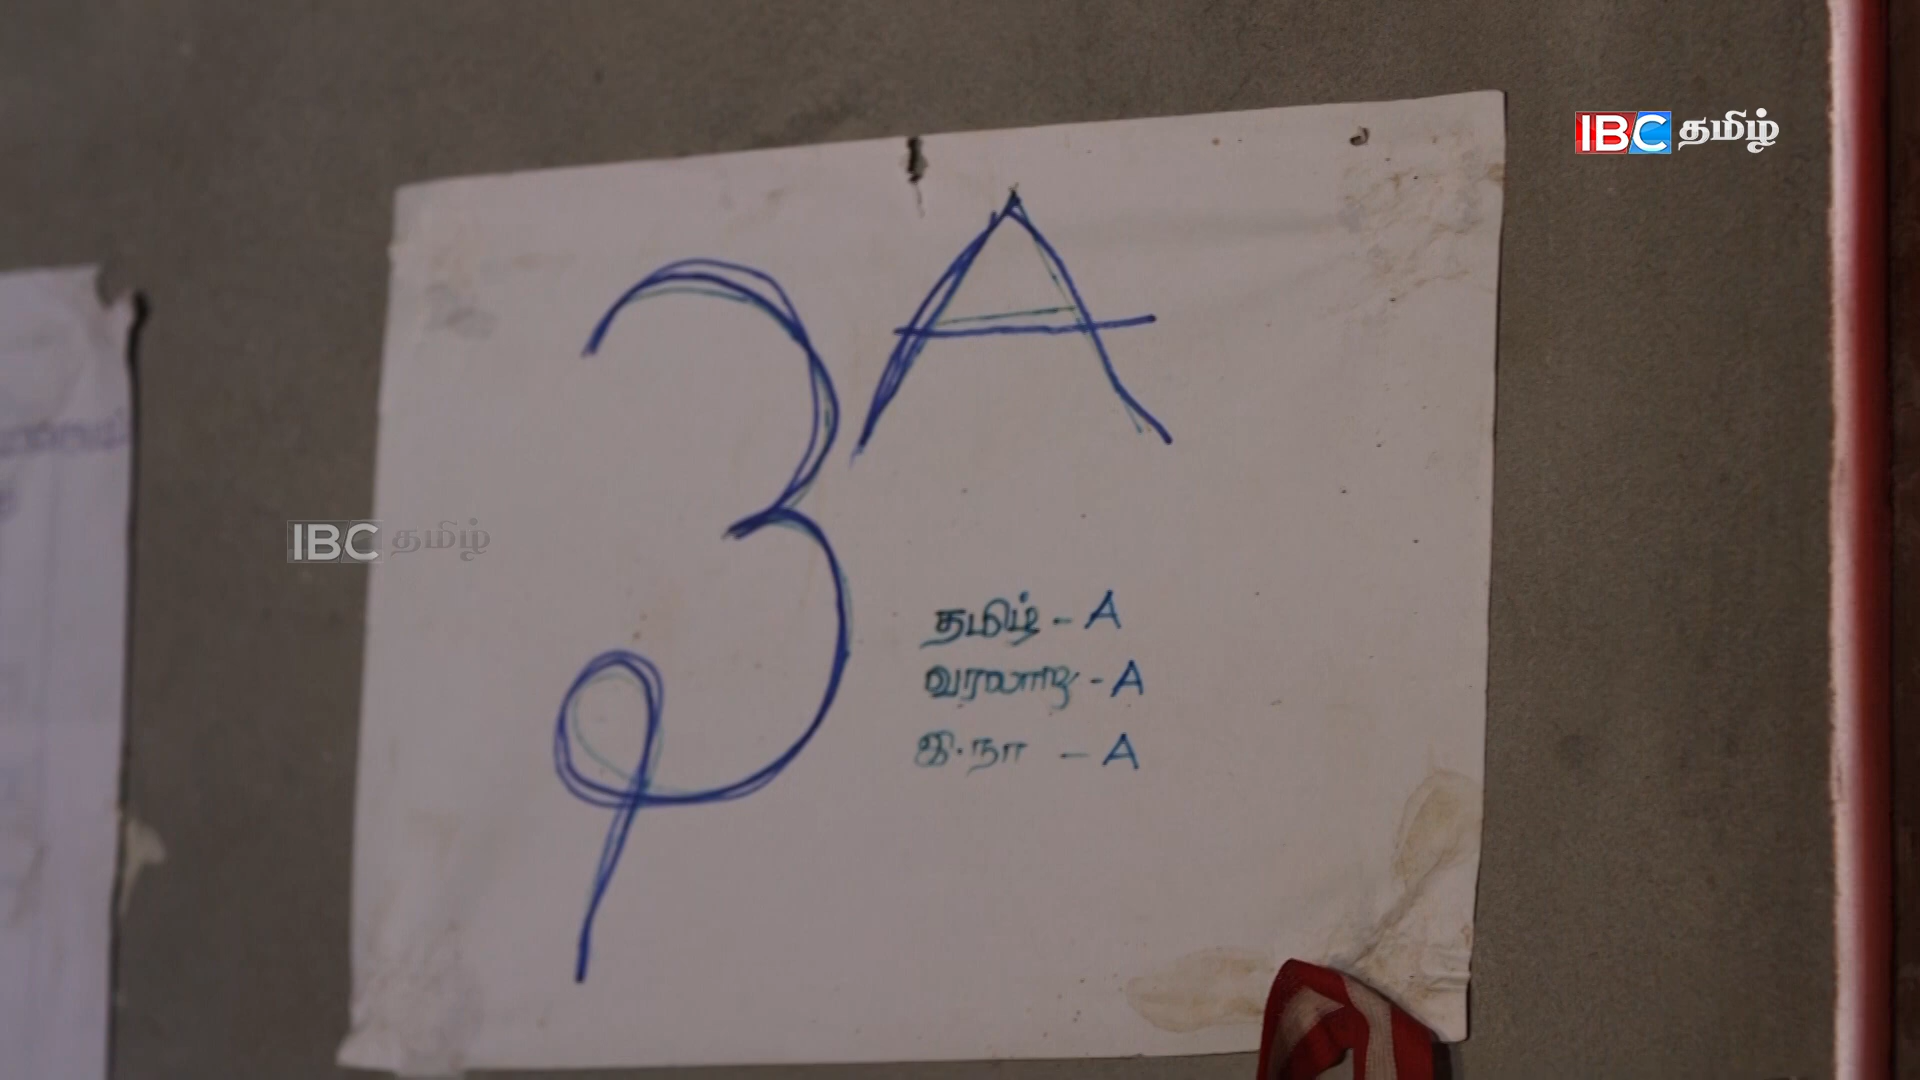 IBC தமிழ்
3A
IBC தமிழ்
தமிழ் - A
வரலாறு - A
இ.நா - A